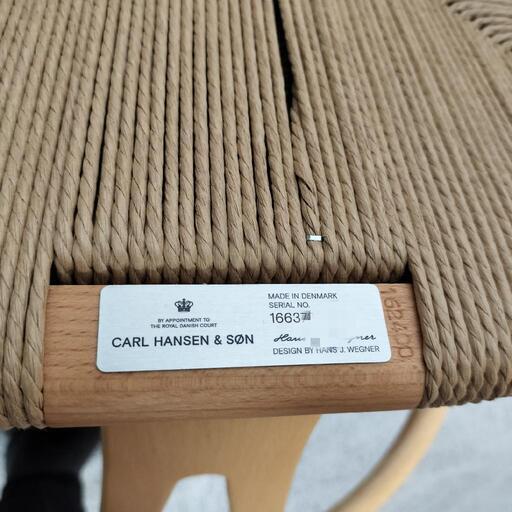 BY APPOINTMENT TO
THE ROYAL DANISH COURT
CARL HANSEN & SØN
MADE IN DENMARK
SERIAL NO.
1663
DESIGN BY HANS J. WEGNER